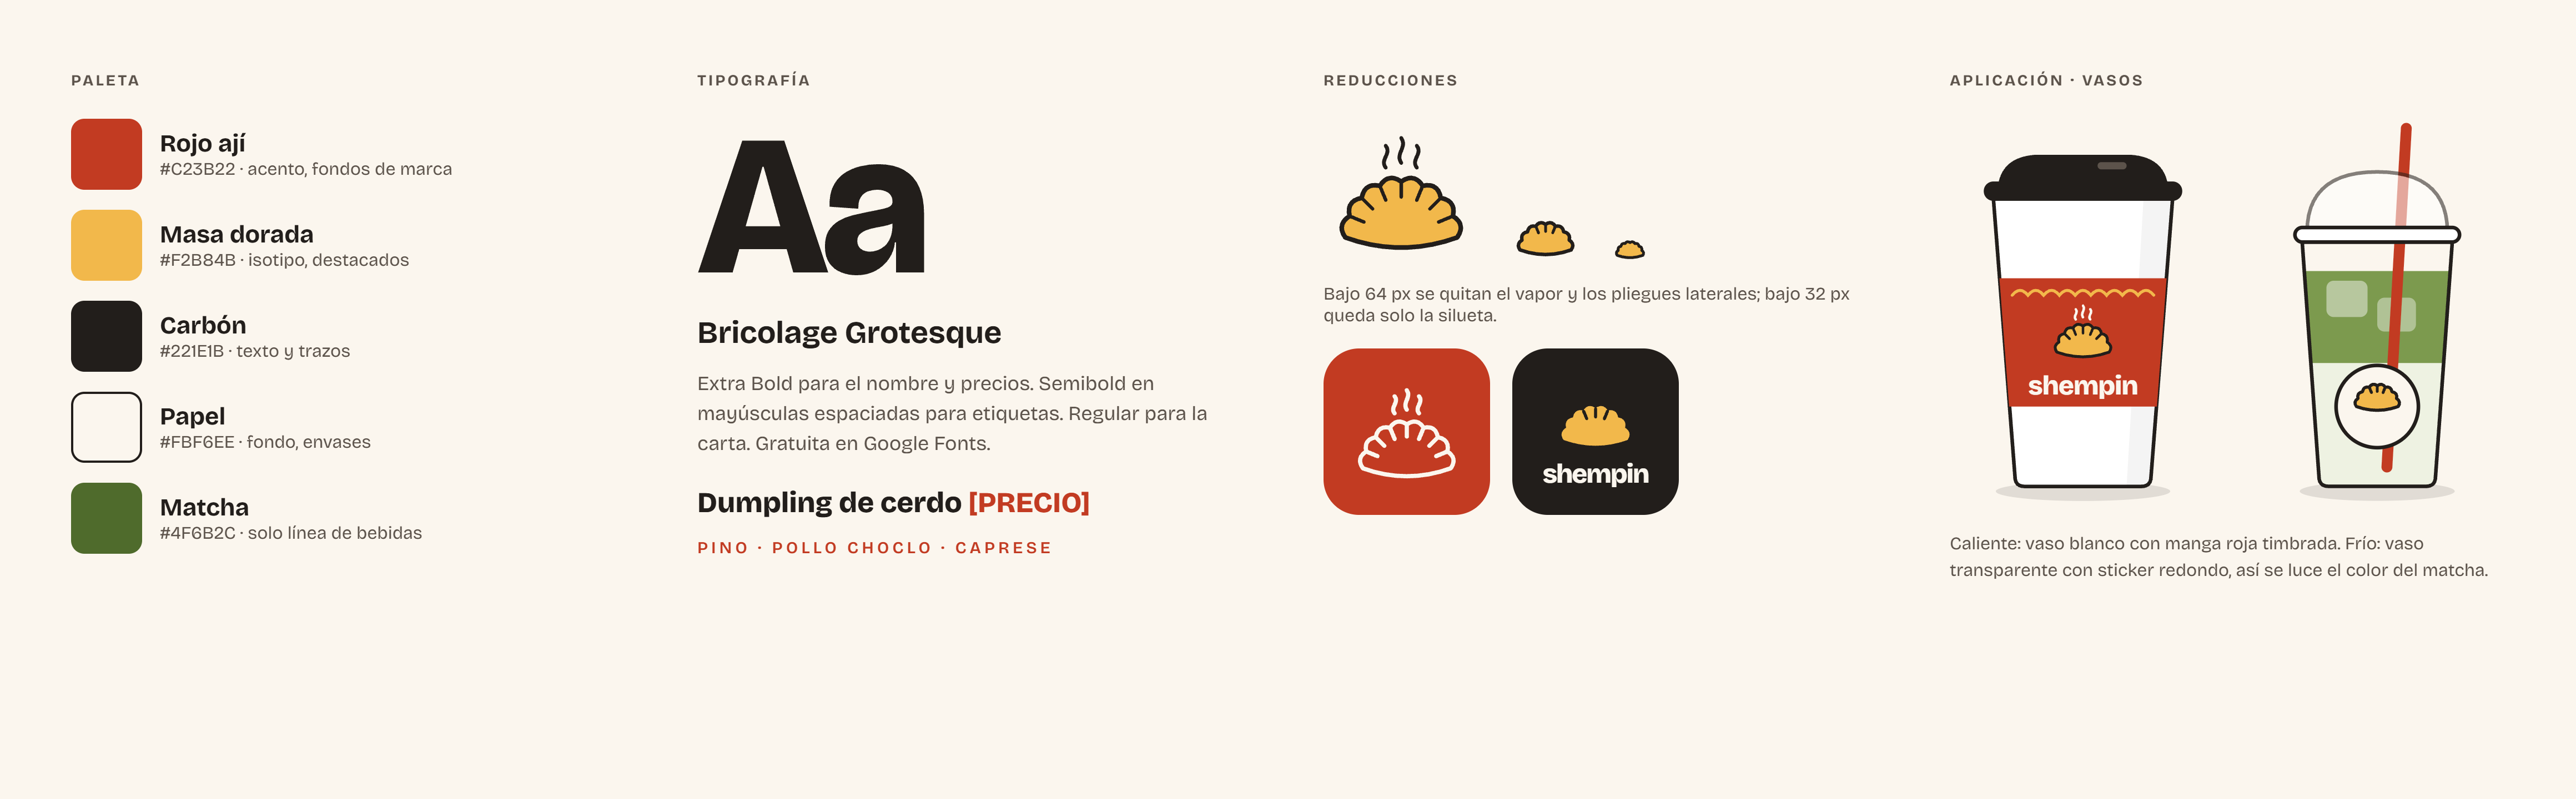 PALETA
Rojo ají
#C23B22 · acento, fondos de marca
Masa dorada
#F2B84B · isotipo, destacados
Carbón
#221E1B · texto y trazos
Papel
#FBF6EE · fondo, envases
Matcha
#4F6B2C · solo línea de bebidas
TIPOGRAFÍA
Aa
Bricolage Grotesque
Extra Bold para el nombre y precios. Semibold en
mayúsculas espaciadas para etiquetas. Regular para la
carta. Gratuita en Google Fonts.
Dumpling de cerdo [PRECIO]
PINO · POLLO CHOCLO · CAPRESE
REDUCCIONES
Bajo 64 px se quitan el vapor y los pliegues laterales; bajo 32 px
queda solo la silueta.
shempin
APLICACIÓN · VASOS
shempin
Caliente: vaso blanco con manga roja timbrada. Frío: vaso
transparente con sticker redondo, así se luce el color del matcha.